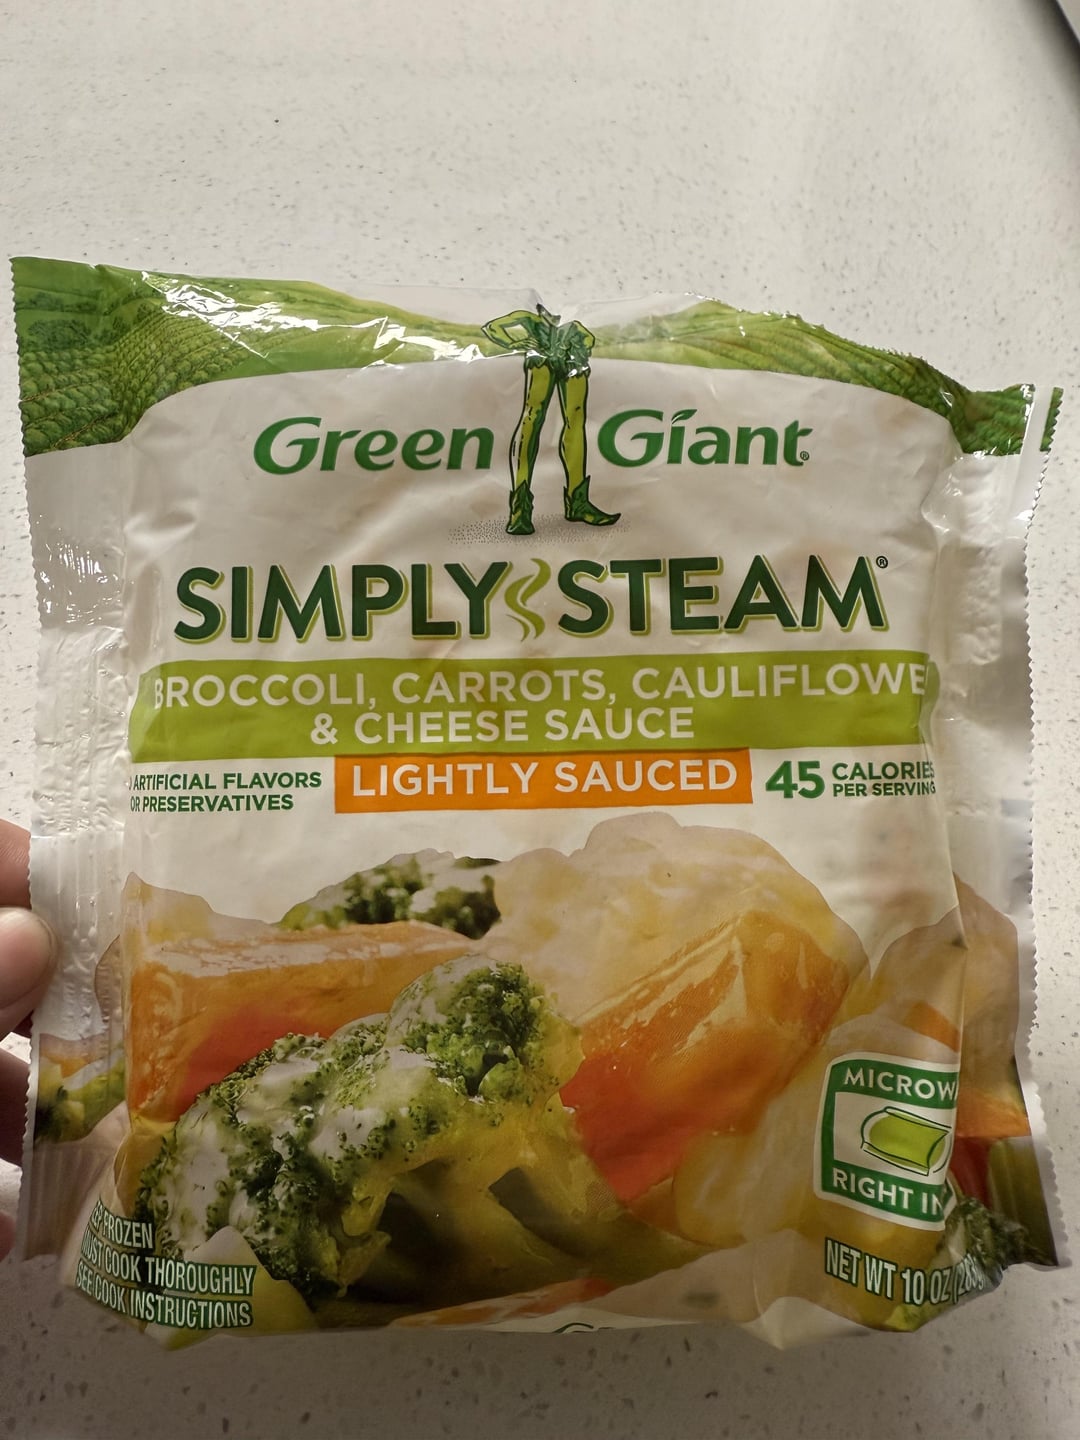 Green Giant®
SIMPLY STEAM®
BROCCOLI, CARROTS, CAULIFLOWE
& CHEESE SAUCE
ARTIFICIAL FLAVORS
OR PRESERVATIVES
LIGHTLY SAUCED
45 CALORIES
PER SERVING
MICROW
RIGHT IN
FROZEN
MUST COOK THOROUGHLY
SEE COOK INSTRUCTIONS
NET WT 10 OZ